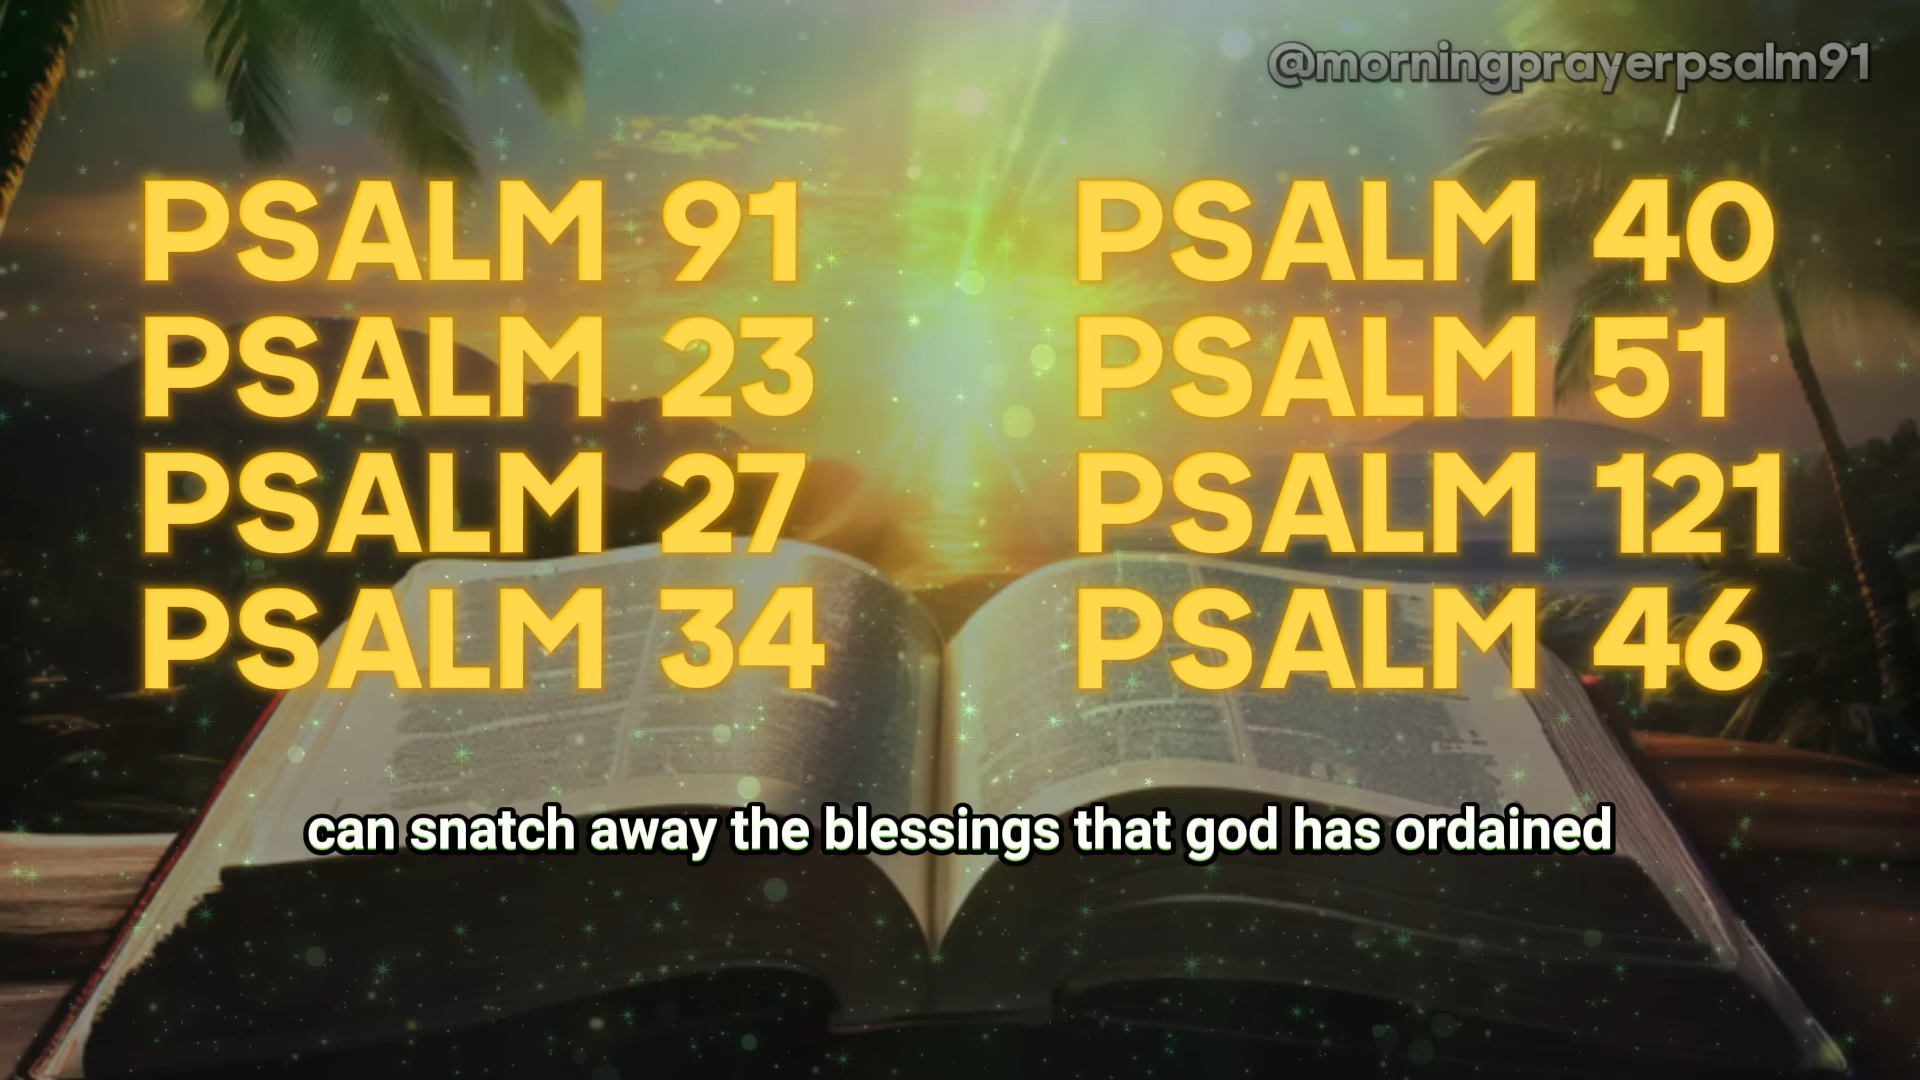 @morningprayerpsalm91
PSALM 91
PSALM 23
PSALM 27
PSALM 34
PSALM 40
PSALM 51
PSALM 121
PSALM 46
can snatch away the blessings that god has ordained